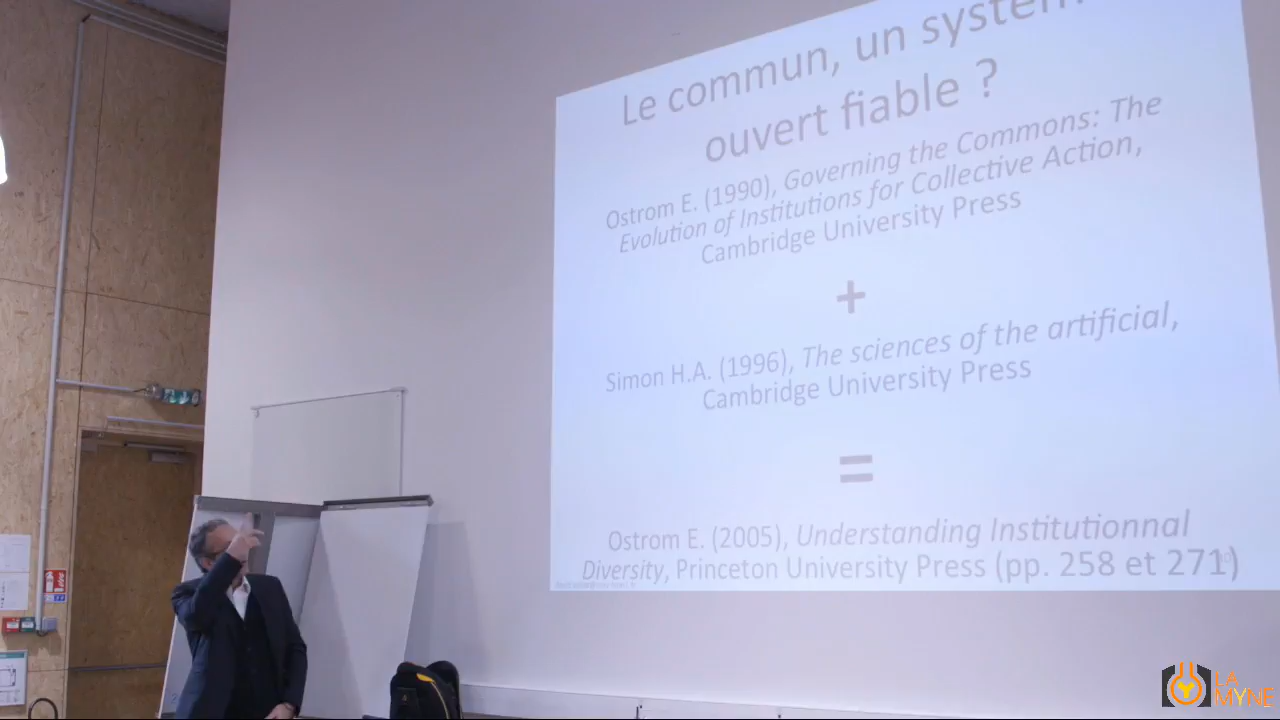 Le commun, un systèm
ouvert fiable ?
Ostrom E. (1990), Governing the Commons: The
Evolution of Institutions for Collective Action,
Cambridge University Press
+
Simon H.A. (1996), The sciences of the artificial,
Cambridge University Press
=
Ostrom E. (2005), Understanding Institutionnal
Diversity, Princeton University Press (pp. 258 et 271)
LA
MYNE